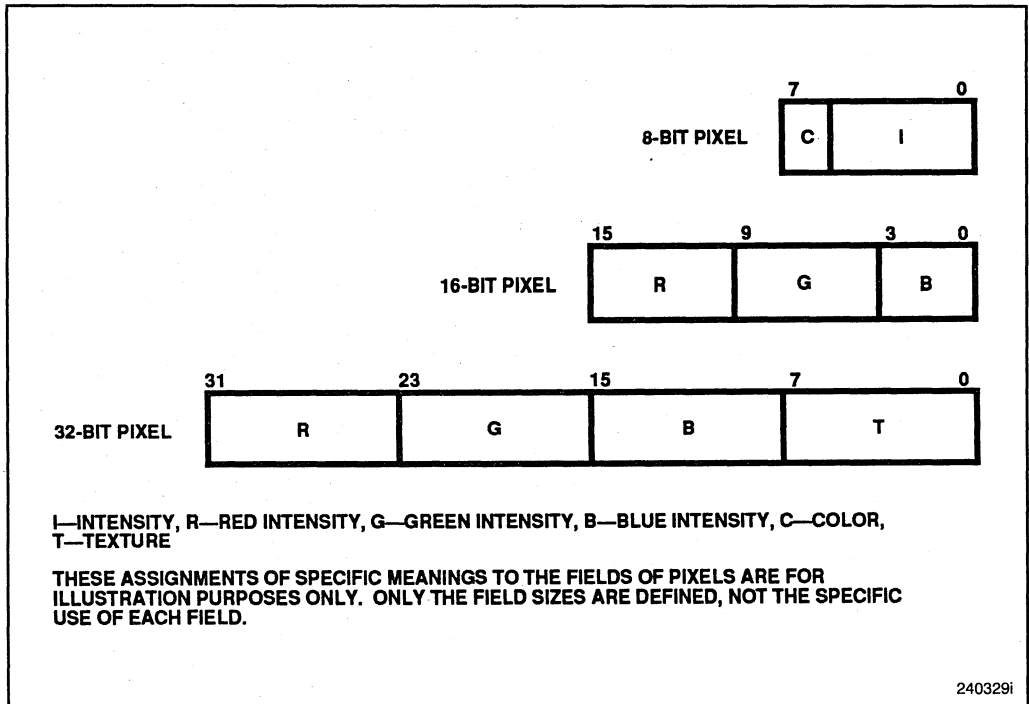 7 0
8-BIT PIXEL C I
15 9 3 0
16-BIT PIXEL R G B
31 23 15 7 0
32-BIT PIXEL R G B T
I—INTENSITY, R—RED INTENSITY, G—GREEN INTENSITY, B—BLUE INTENSITY, C—COLOR,
T—TEXTURE
THESE ASSIGNMENTS OF SPECIFIC MEANINGS TO THE FIELDS OF PIXELS ARE FOR
ILLUSTRATION PURPOSES ONLY. ONLY THE FIELD SIZES ARE DEFINED, NOT THE SPECIFIC
USE OF EACH FIELD.
240329i